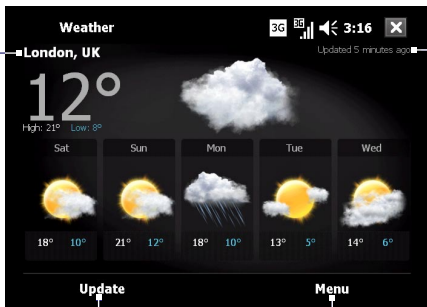 Weather 3G 3G 3:16
London, UK Updated 5 minutes ago
12°
High: 21° Low: 8°
Sat Sun Mon Tue Wed
18° 10° 21° 12° 18° 10° 13° 5° 14° 6°
Update Menu